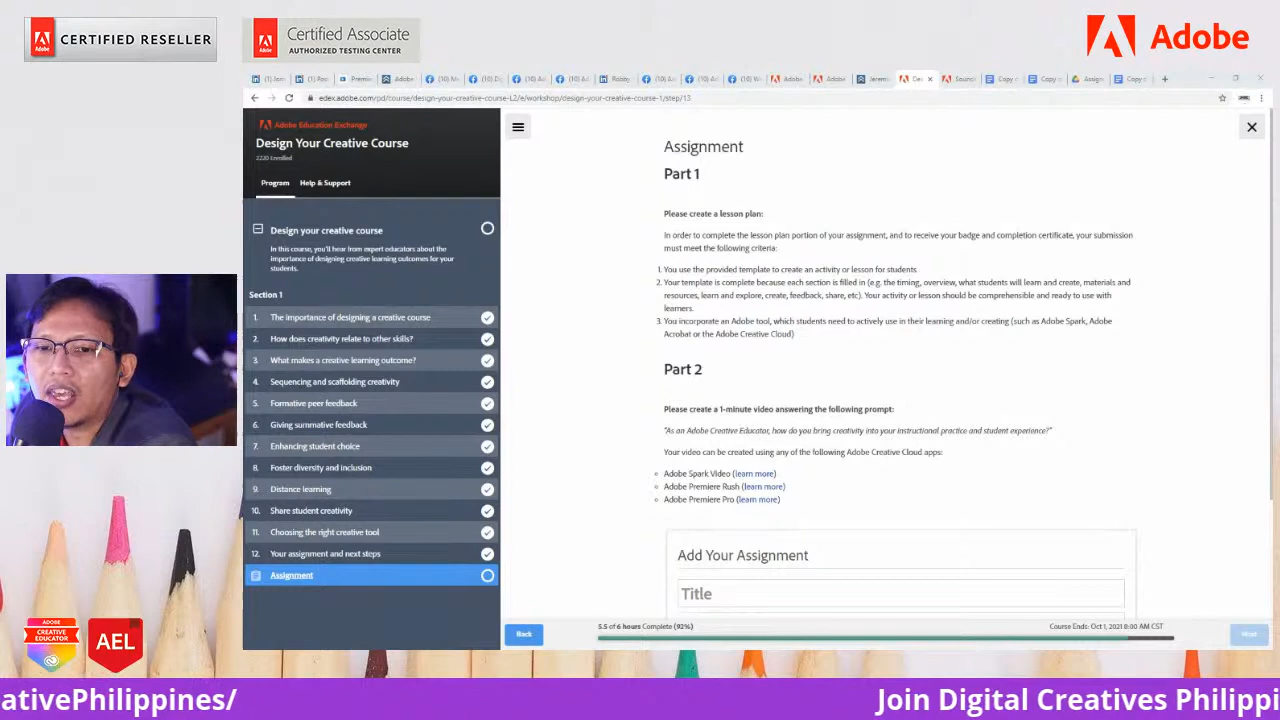 CERTIFIED RESELLER
Certified Associate
AUTHORIZED TESTING CENTER
Adobe
edex.adobe.com/pd/course/design-your-creative-course-L2/e/workshop/design-your-creative-course-1/step/13
Adobe Education Exchange
Design Your Creative Course
2220 Enrolled
Program
Help & Support
Design your creative course
In this course, you'll hear from expert educators about the
importance of designing creative learning outcomes for your
students.
Section 1
1. The importance of designing a creative course
2. How does creativity relate to other skills?
3. What makes a creative learning outcome?
4. Sequencing and scaffolding creativity
5. Formative peer feedback
6. Giving summative feedback
7. Enhancing student choice
8. Foster diversity and inclusion
9. Distance learning
10. Share student creativity
11. Choosing the right creative tool
12. Your assignment and next steps
Assignment
Assignment
Part 1
Please create a lesson plan:
In order to complete the lesson plan portion of your assignment, and to receive your badge and completion certificate, your submission
must meet the following criteria:
1. You use the provided template to create an activity or lesson for students
2. Your template is complete because each section is filled in (e.g. the timing, overview, what students will learn and create, materials and
resources, learn and explore, create, feedback, share, etc). Your activity or lesson should be comprehensible and ready to use with
learners.
3. You incorporate an Adobe tool, which students need to actively use in their learning and/or creating (such as Adobe Spark, Adobe
Acrobat or the Adobe Creative Cloud)
Part 2
Please create a 1-minute video answering the following prompt:
"As an Adobe Creative Educator, how do you bring creativity into your instructional practice and student experience?"
Your video can be created using any of the following Adobe Creative Cloud apps:
Adobe Spark Video (learn more)
Adobe Premiere Rush (learn more)
Adobe Premiere Pro (learn more)
Add Your Assignment
Title
Back
5.5 of 6 hours Complete (92%)
Course Ends: Oct 1, 2021 8:00 AM CST
Next
ADOBE
CREATIVE
EDUCATOR
AEL
ativePhilippines/
Join Digital Creatives Philippi